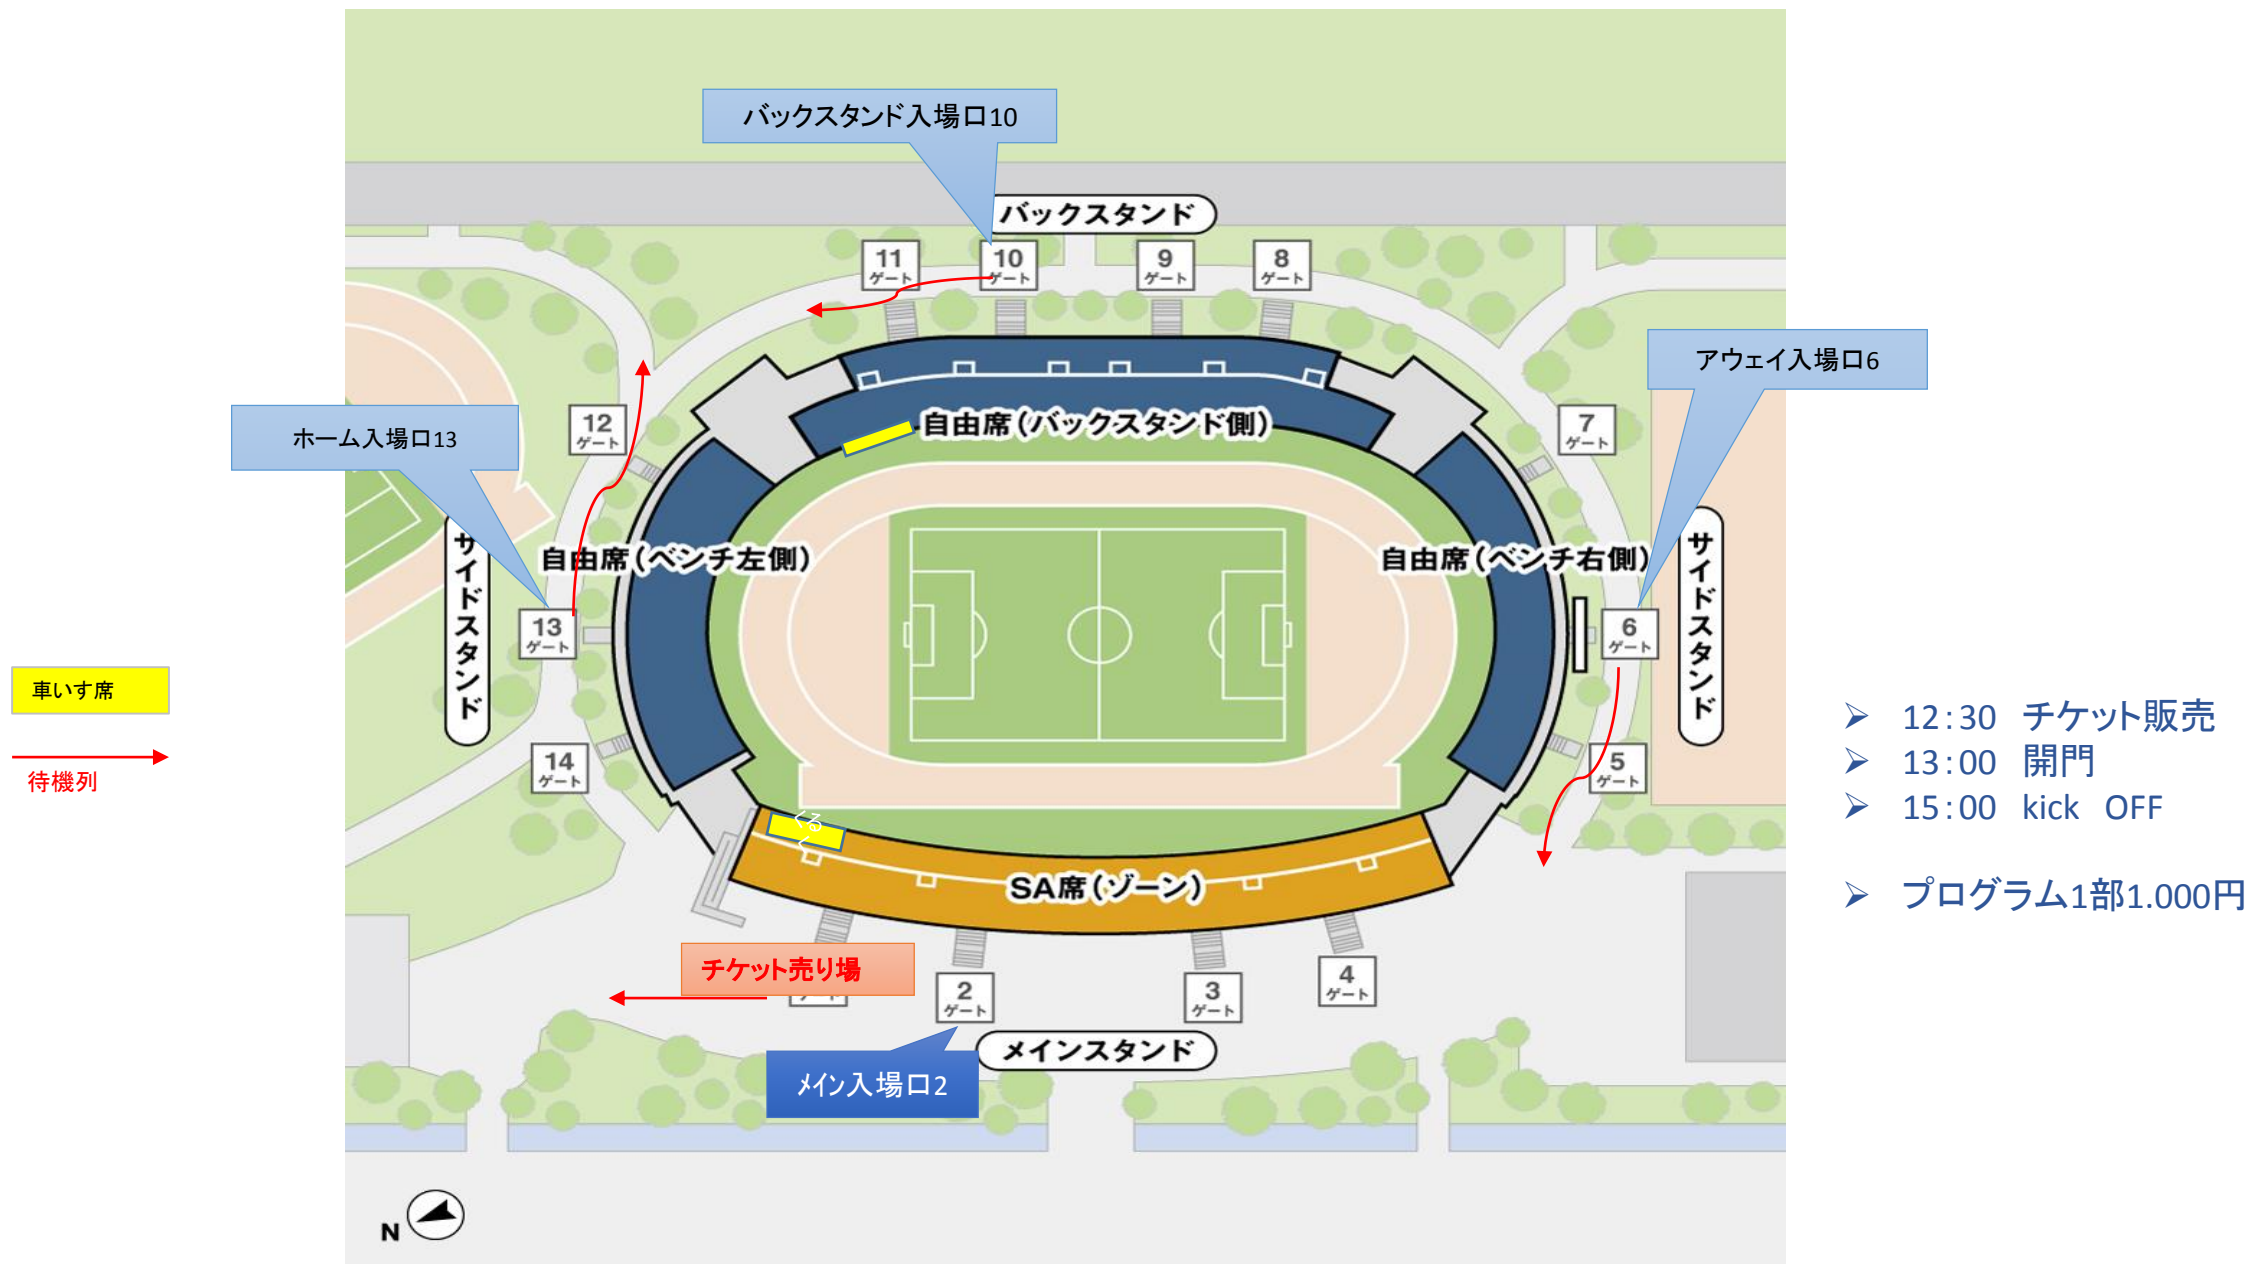 バックスタンド入場口10
バックスタンド
11
ゲート
10
ゲート
9
ゲート
8
ゲート
アウェイ入場口6
ホーム入場口13
12
ゲート
7
ゲート
自由席(バックスタンド側)
サイドスタンド
自由席(ベンチ左側)
自由席(ベンチ右側)
サイドスタンド
13
ゲート
6
ゲート
車いす席
待機列
14
ゲート
5
ゲート
12:30 チケット販売
13:00 開門
15:00 kick OFF
プログラム1部1.000円
くる
SA席(ゾーン)
チケット売り場
2
ゲート
3
ゲート
4
ゲート
メインスタンド
メイン入場口2
N